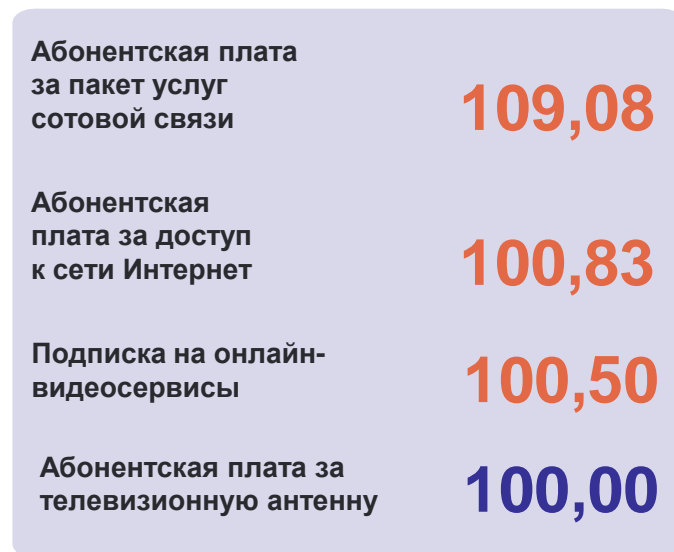 Абонентская плата
за пакет услуг
сотовой связи
109,08
Абонентская
плата за доступ
к сети Интернет
100,83
Подписка на онлайн-
видеосервисы
100,50
Абонентская плата за
телевизионную антенну
100,00